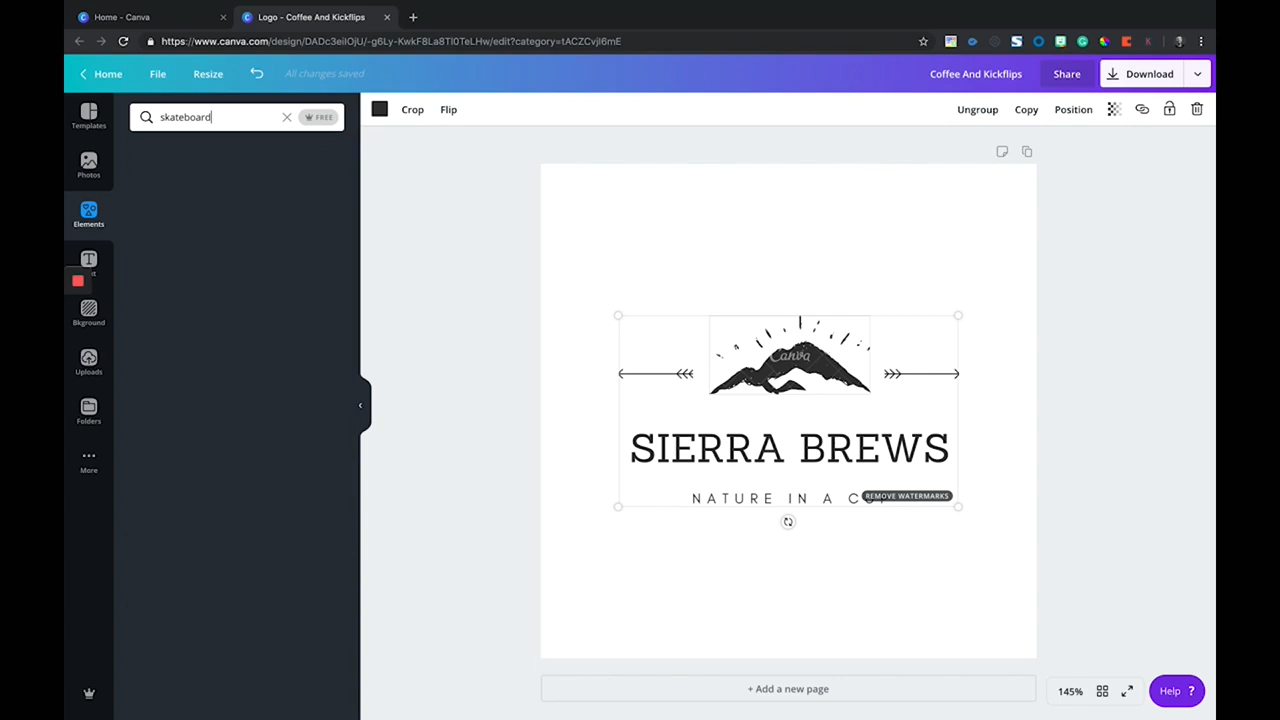 Home - Canva
Logo - Coffee And Kickflips
https://www.canva.com/design/DADc3eiIOjU/-g6Ly-KwkF8La8Tl0TeLHw/edit?category=tACZCvjI6mE
Home
File
Resize
All changes saved
Coffee And Kickflips
Share
Download
skateboard
FREE
Crop
Flip
Ungroup
Copy
Position
Templates
Photos
Elements
Bkground
Uploads
Folders
More
Canva
SIERRA BREWS
NATURE IN A
REMOVE WATERMARKS
+ Add a new page
145%
Help ?